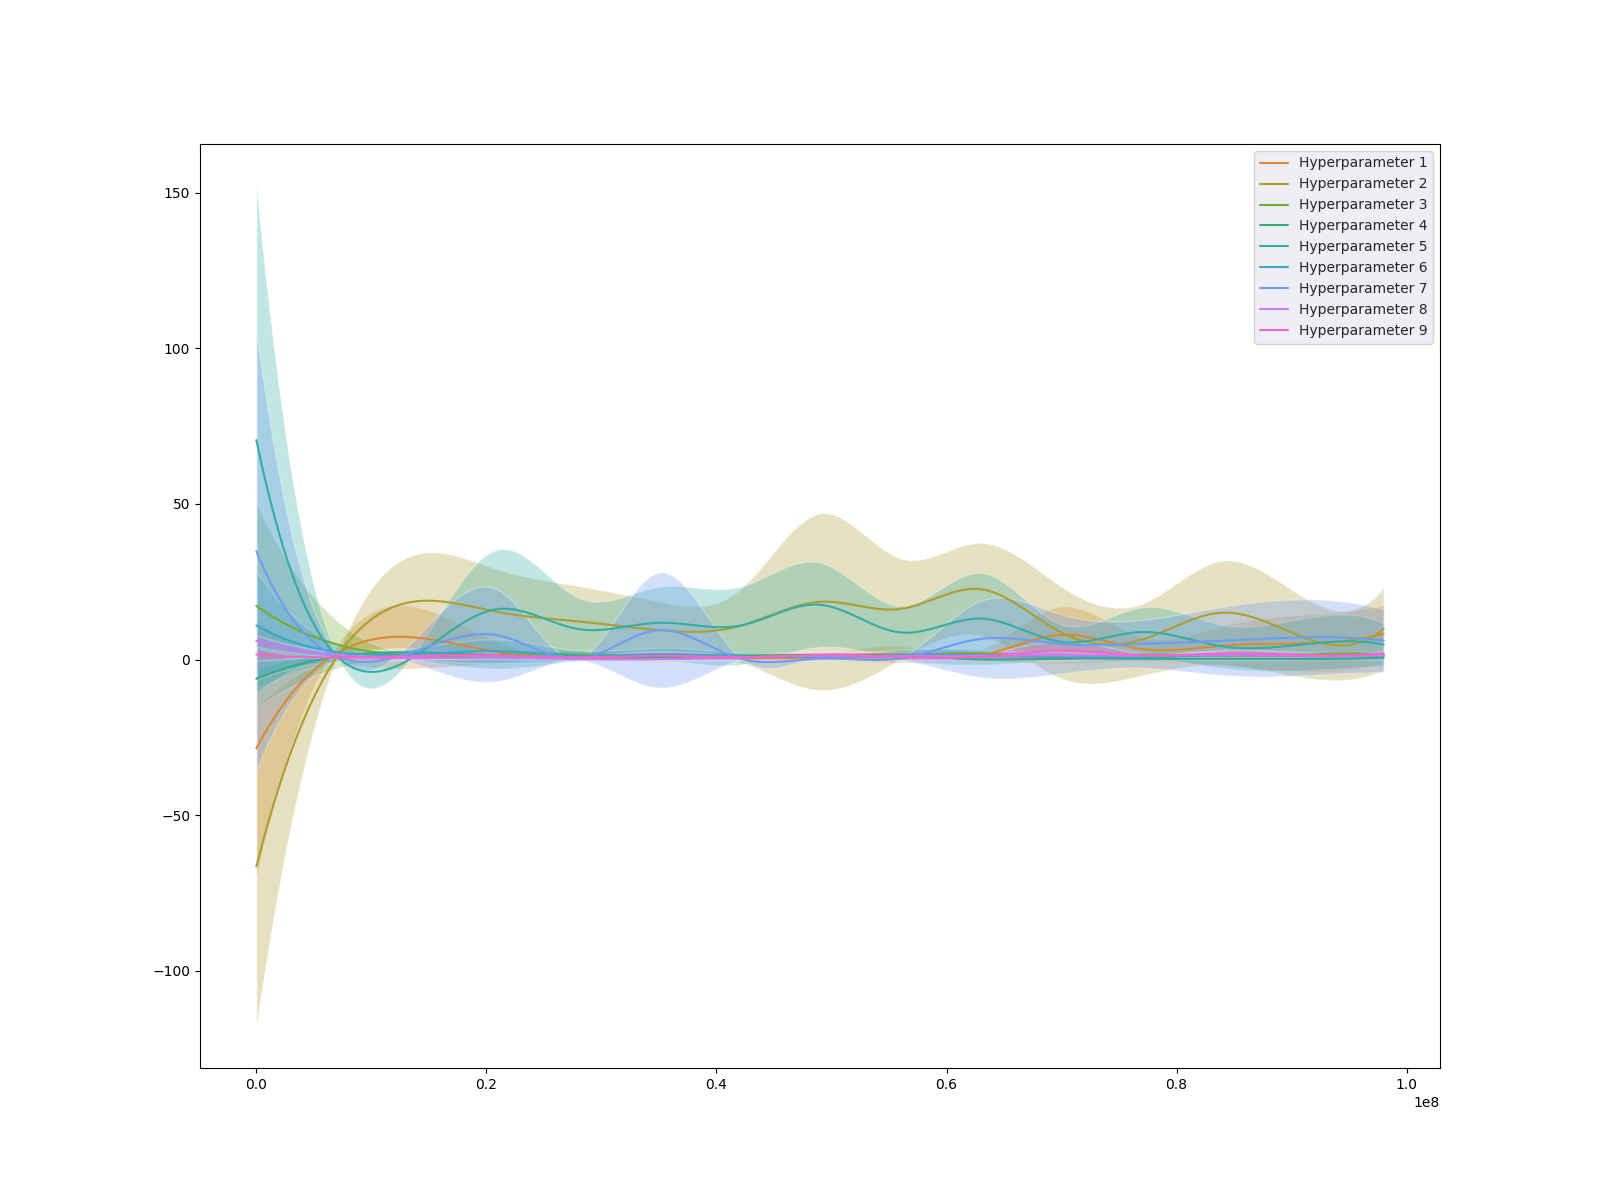 Hyperparameter 1
Hyperparameter 2
Hyperparameter 3
Hyperparameter 4
Hyperparameter 5
Hyperparameter 6
Hyperparameter 7
Hyperparameter 8
Hyperparameter 9
150
100
50
0
−50
−100
0.0 0.2 0.4 0.6 0.8 1.0
1e8